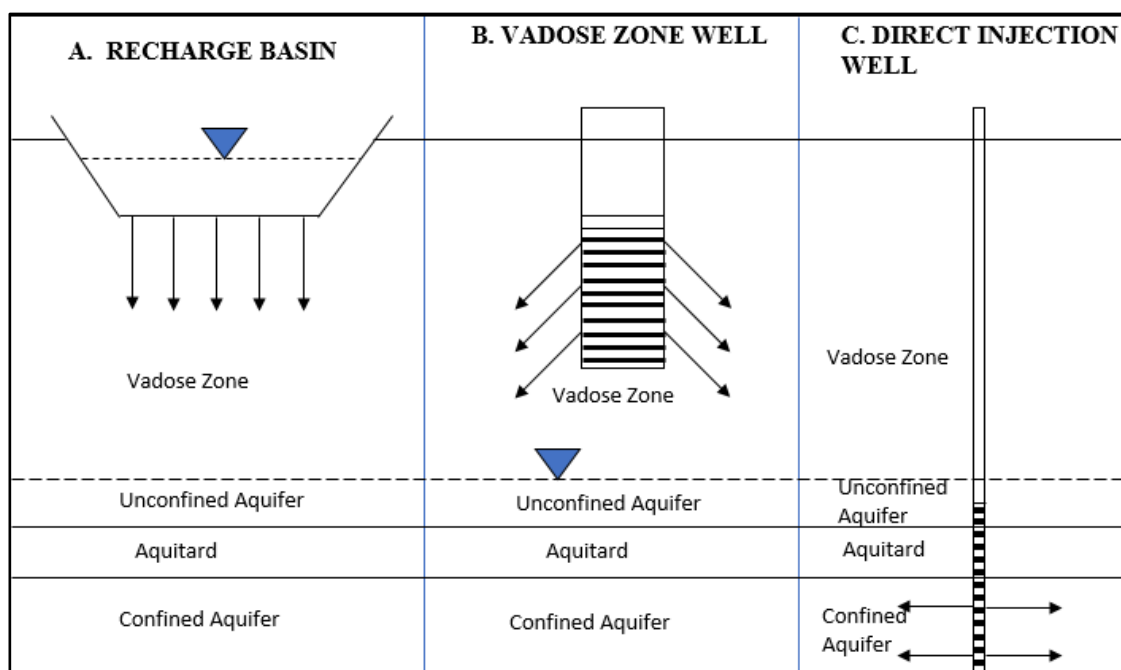 A. RECHARGE BASIN
B. VADOSE ZONE WELL
C. DIRECT INJECTION
WELL
Vadose Zone
Vadose Zone
Vadose Zone
Unconfined Aquifer
Unconfined Aquifer
Unconfined
Aquifer
Aquitard
Aquitard
Aquitard
Confined Aquifer
Confined Aquifer
Confined
Aquifer